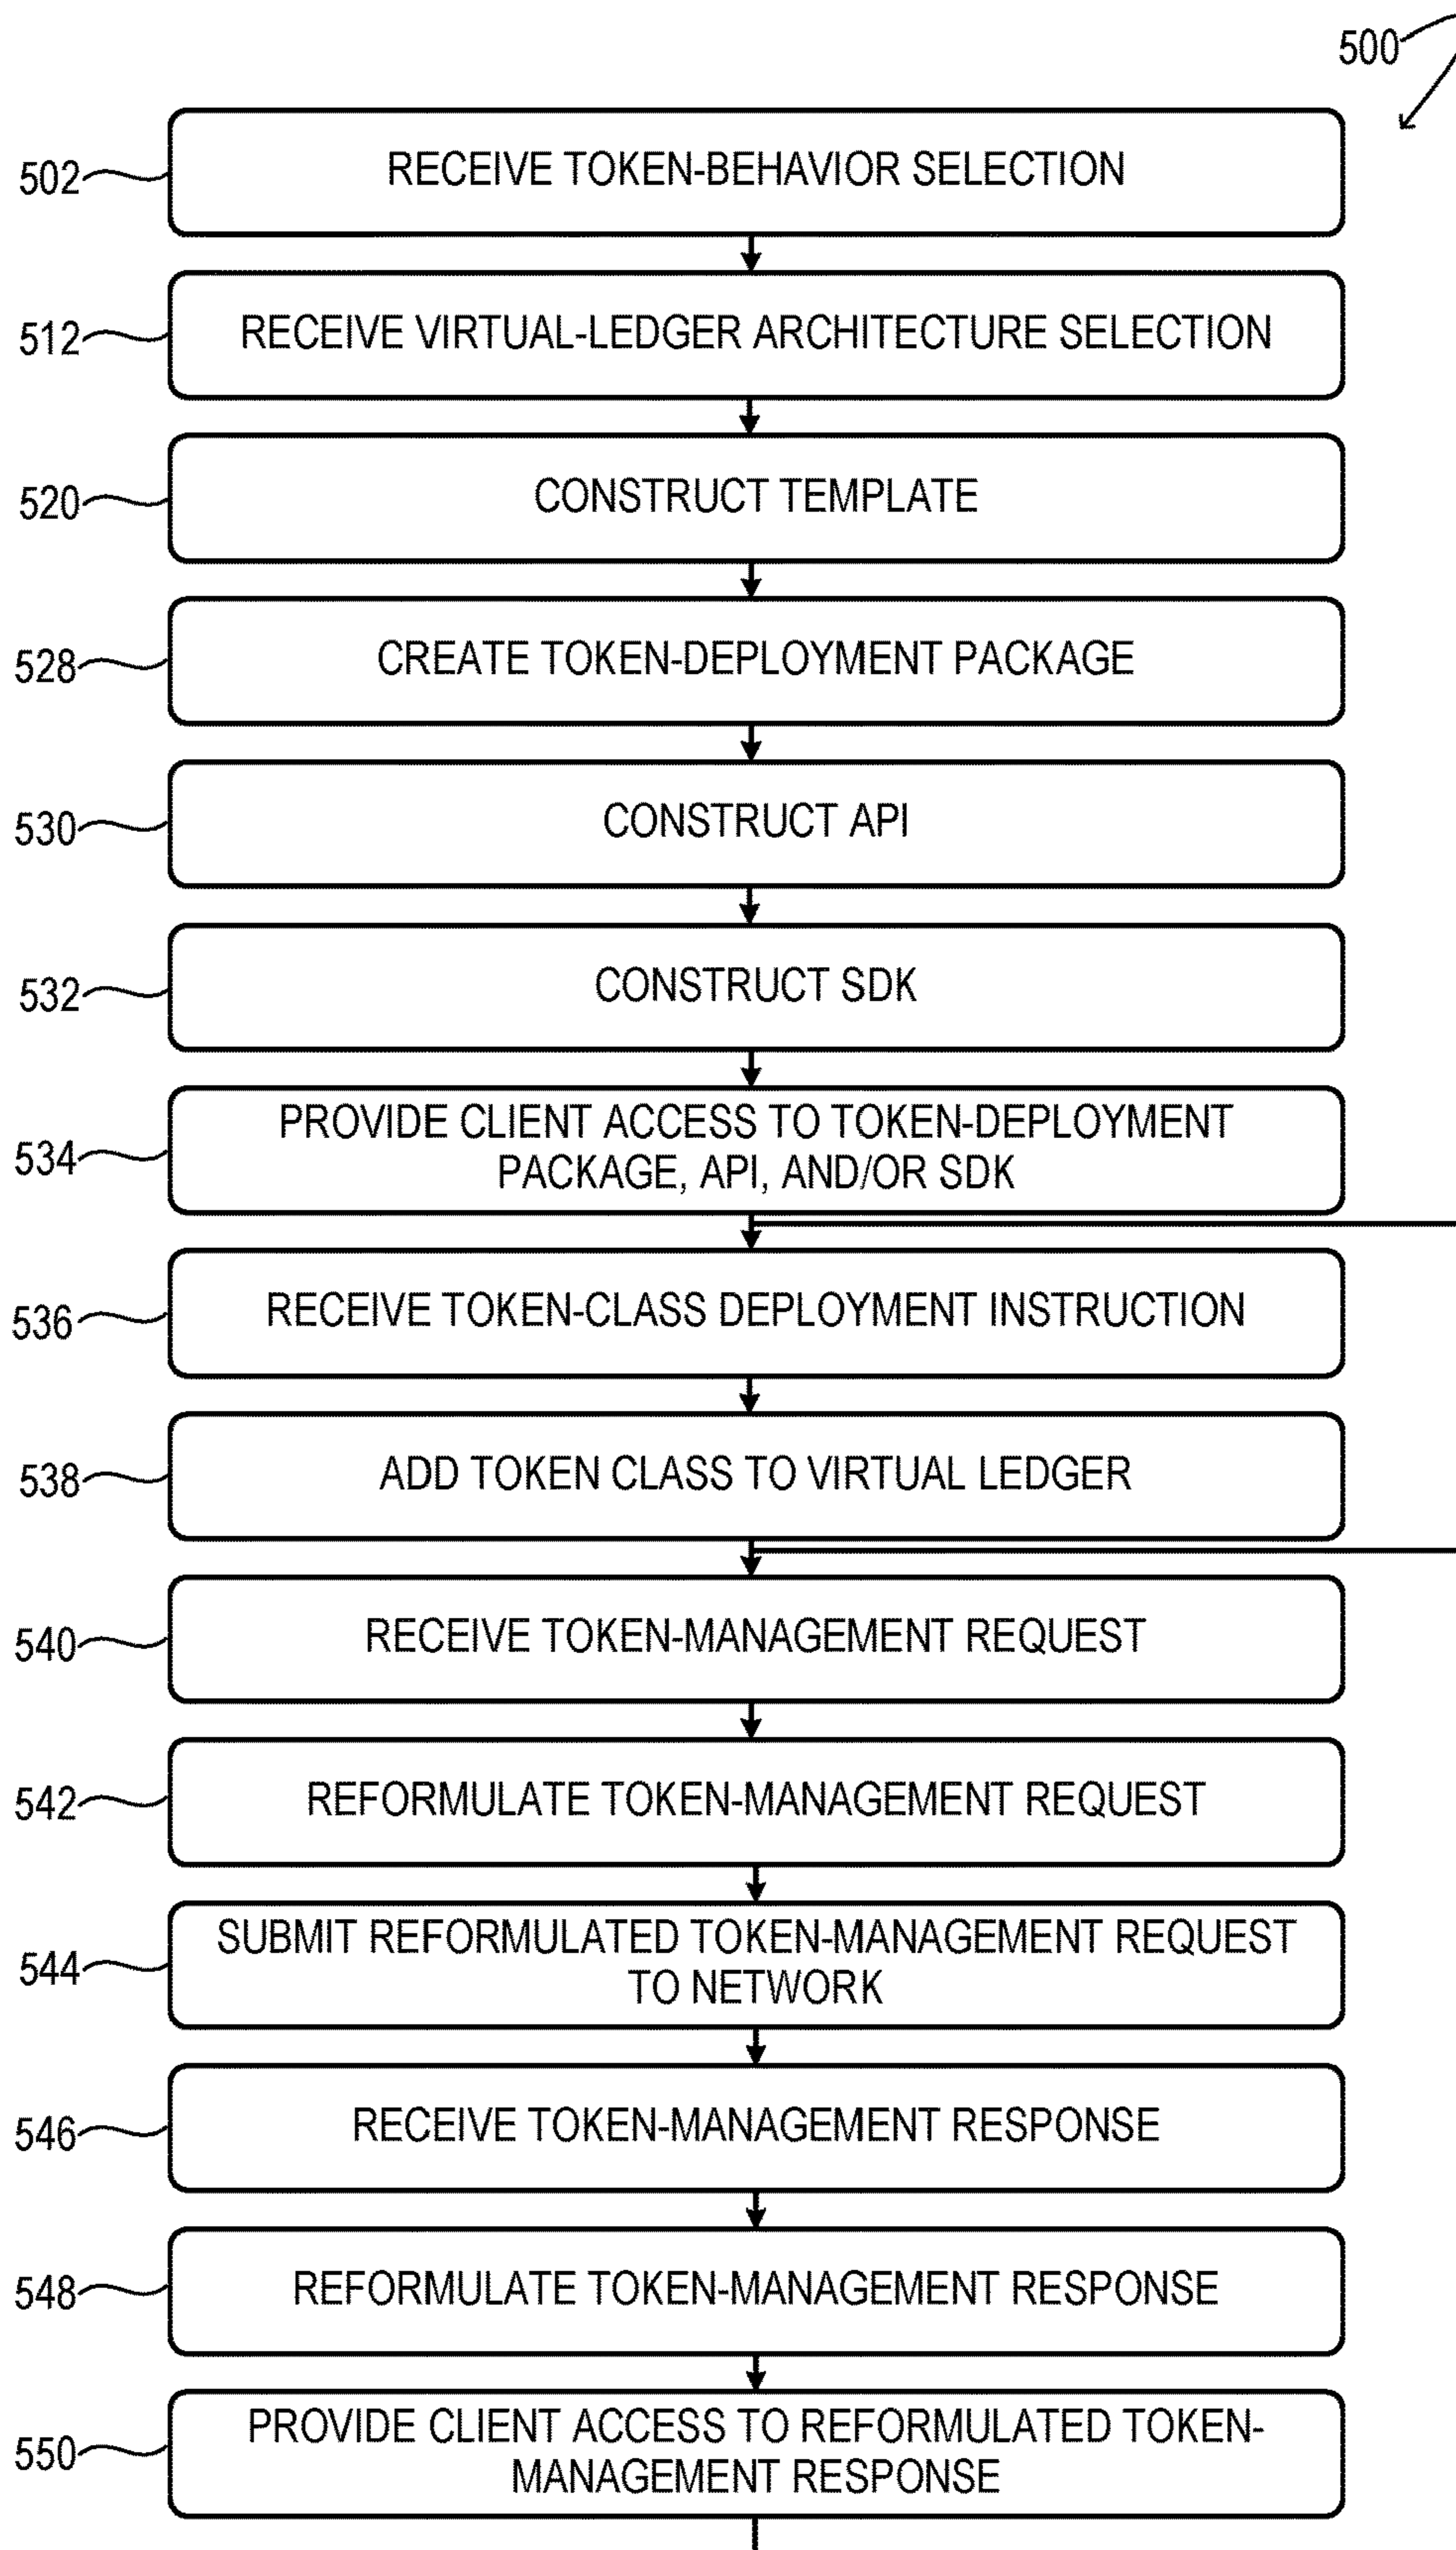 500
502
RECEIVE TOKEN-BEHAVIOR SELECTION
512
RECEIVE VIRTUAL-LEDGER ARCHITECTURE SELECTION
520
CONSTRUCT TEMPLATE
528
CREATE TOKEN-DEPLOYMENT PACKAGE
530
CONSTRUCT API
532
CONSTRUCT SDK
534
PROVIDE CLIENT ACCESS TO TOKEN-DEPLOYMENT
PACKAGE, API, AND/OR SDK
536
RECEIVE TOKEN-CLASS DEPLOYMENT INSTRUCTION
538
ADD TOKEN CLASS TO VIRTUAL LEDGER
540
RECEIVE TOKEN-MANAGEMENT REQUEST
542
REFORMULATE TOKEN-MANAGEMENT REQUEST
544
SUBMIT REFORMULATED TOKEN-MANAGEMENT REQUEST
TO NETWORK
546
RECEIVE TOKEN-MANAGEMENT RESPONSE
548
REFORMULATE TOKEN-MANAGEMENT RESPONSE
550
PROVIDE CLIENT ACCESS TO REFORMULATED TOKEN-
MANAGEMENT RESPONSE